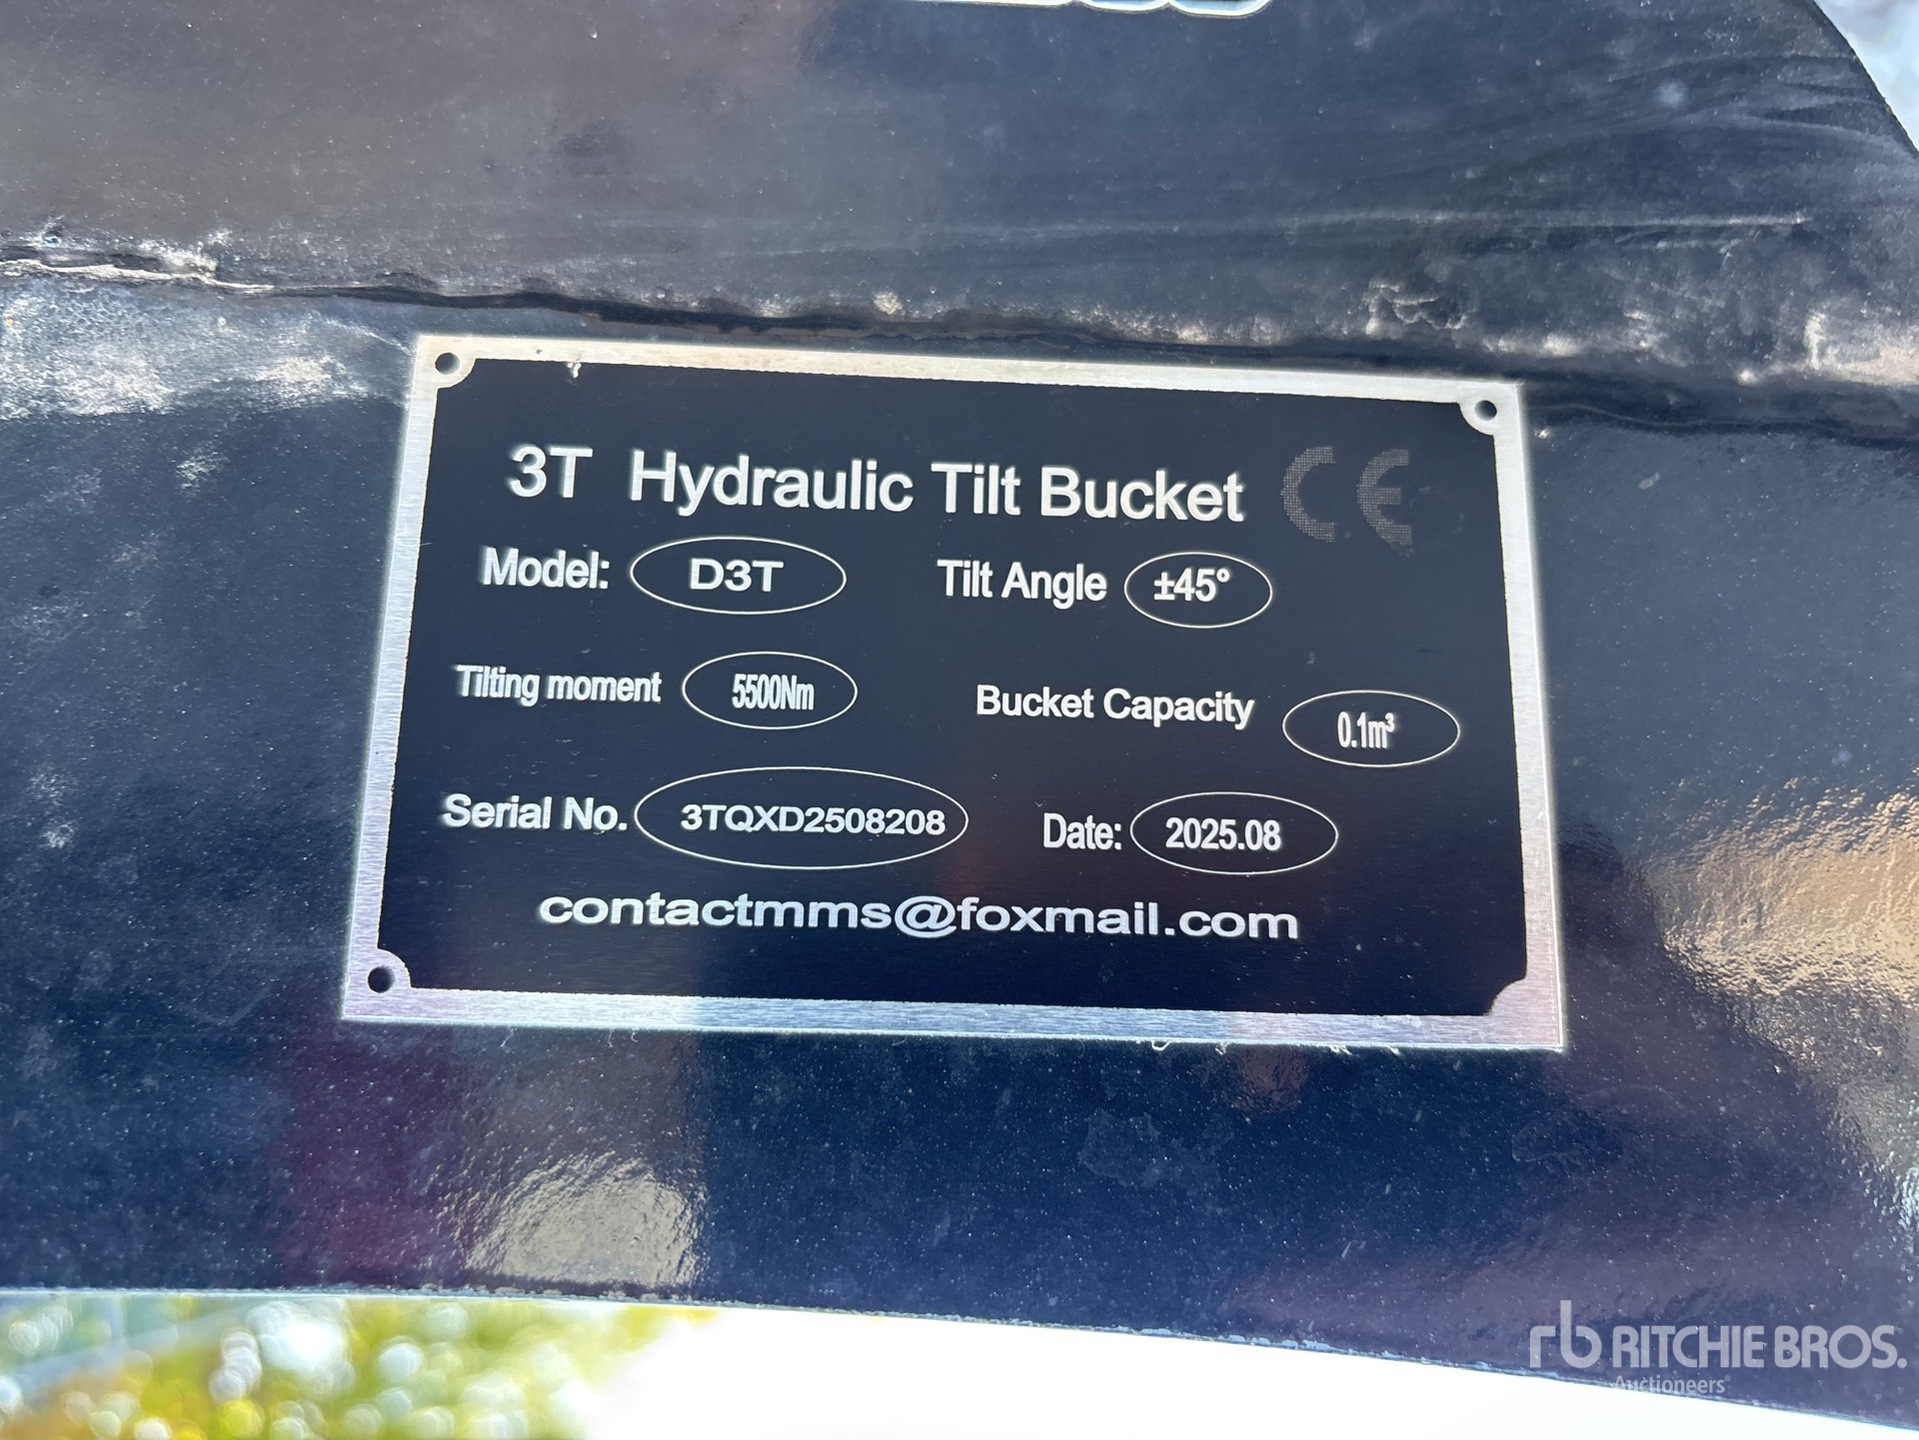 3T Hydraulic Tilt Bucket CE
Model: D3T Tilt Angle ±45°
Tilting moment 5500Nm Bucket Capacity 0.1m³
Serial No. 3TQXD2508208 Date: 2025.08
contactmms@foxmail.com
rb RITCHIE BROS.
Auctioneers